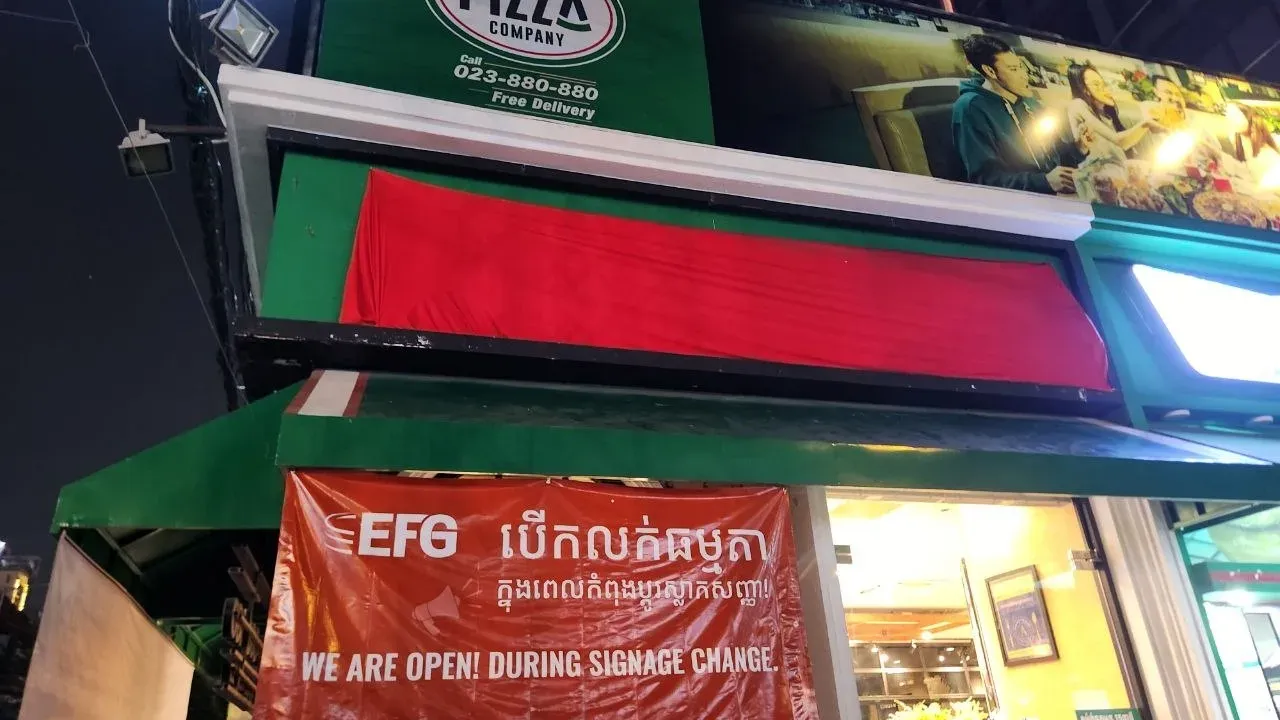 PIZZA
COMPANY
Call
023-880-880
Free Delivery
EFG
បើកលក់ធម្មតា
ក្នុងពេលកំពុងប្តូរស្លាកសញ្ញា!
WE ARE OPEN! DURING SIGNAGE CHANGE.